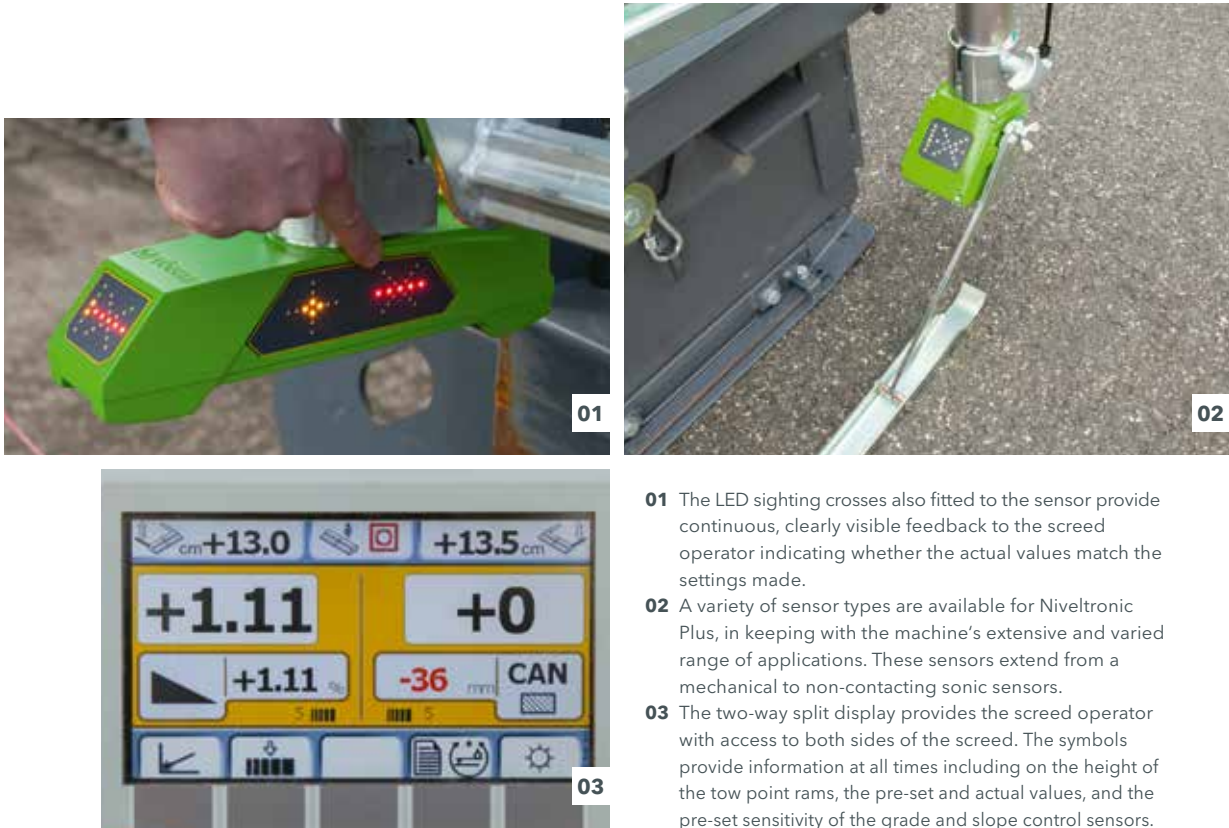 01
02
cm +13.0
+13.5 cm
+1.11
+0
+1.11 %
-36 mm CAN
5
5
03
01 The LED sighting crosses also fitted to the sensor provide
continuous, clearly visible feedback to the screed
operator indicating whether the actual values match the
settings made.
02 A variety of sensor types are available for Niveltronic
Plus, in keeping with the machine‘s extensive and varied
range of applications. These sensors extend from a
mechanical to non-contacting sonic sensors.
03 The two-way split display provides the screed operator
with access to both sides of the screed. The symbols
provide information at all times including on the height of
the tow point rams, the pre-set and actual values, and the
pre-set sensitivity of the grade and slope control sensors.